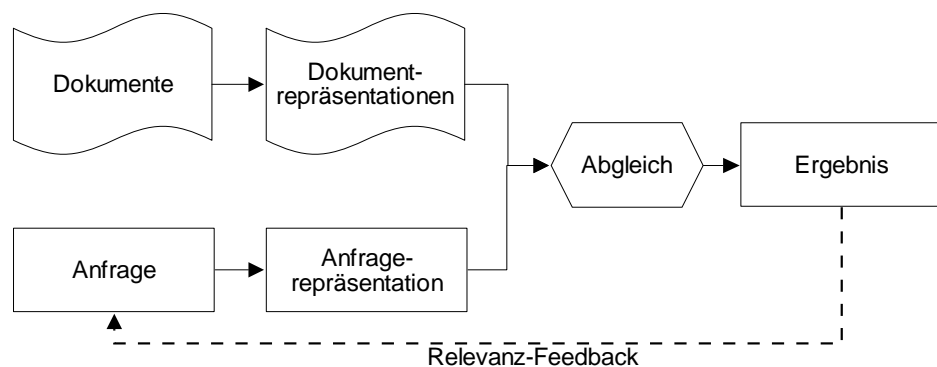 Dokumente
Dokument-
repräsentationen
Abgleich
Ergebnis
Anfrage
Anfrage-
repräsentation
Relevanz-Feedback